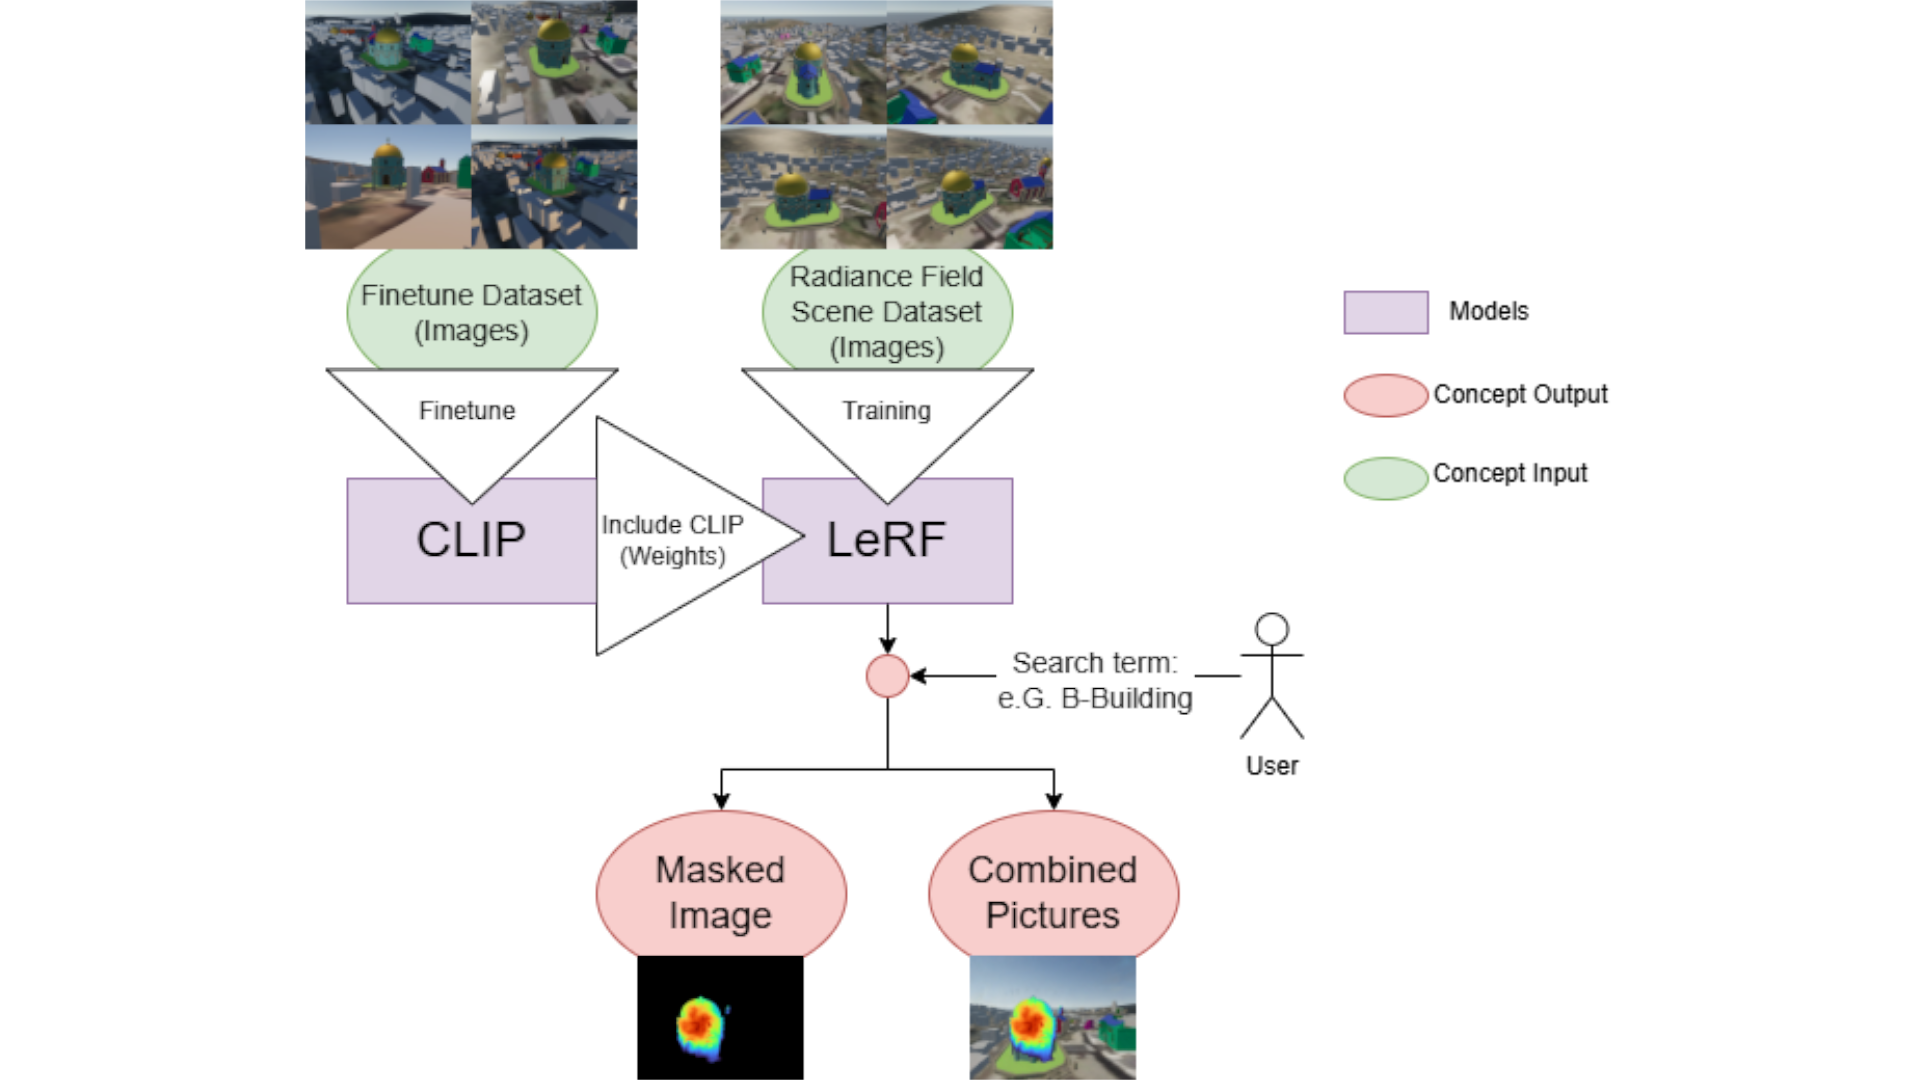 Finetune Dataset
(Images)
Radiance Field
Scene Dataset
(Images)
Finetune
Training
CLIP
Include CLIP
(Weights)
LeRF
Models
Concept Output
Concept Input
Search term:
e.G. B-Building
User
Masked
Image
Combined
Pictures